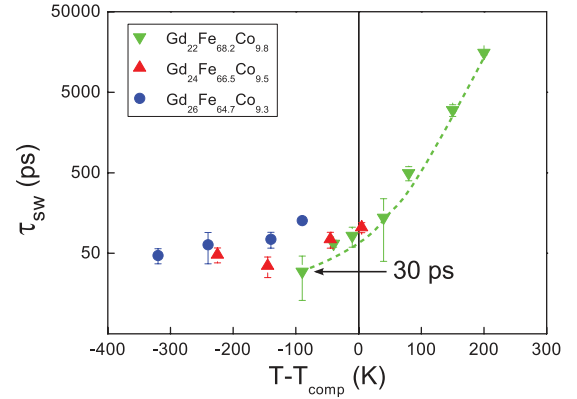 50000
5000
500
50
τsw (ps)
Gd22Fe68.2Co9.8
Gd24Fe66.5Co9.5
Gd26Fe64.7Co9.3
30 ps
-400 -300 -200 -100 0 100 200 300
T-Tcomp (K)